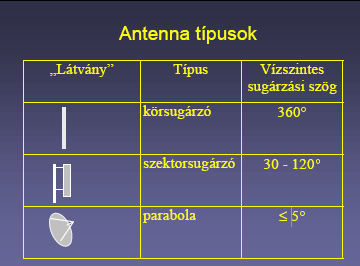 Antenna típusok
„Látvány” Típus Vízszintes
sugárzási szög
körsugárzó 360°
szektorsugárzó 30 - 120°
parabola ≤ 5°